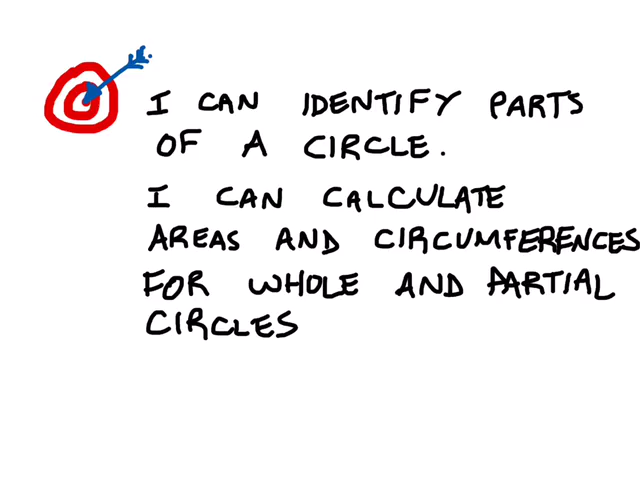 I CAN IDENTIFY PARTS
OF A CIRCLE.
I CAN CALCULATE
AREAS AND CIRCUMFERENCES
FOR WHOLE AND PARTIAL
CIRCLES